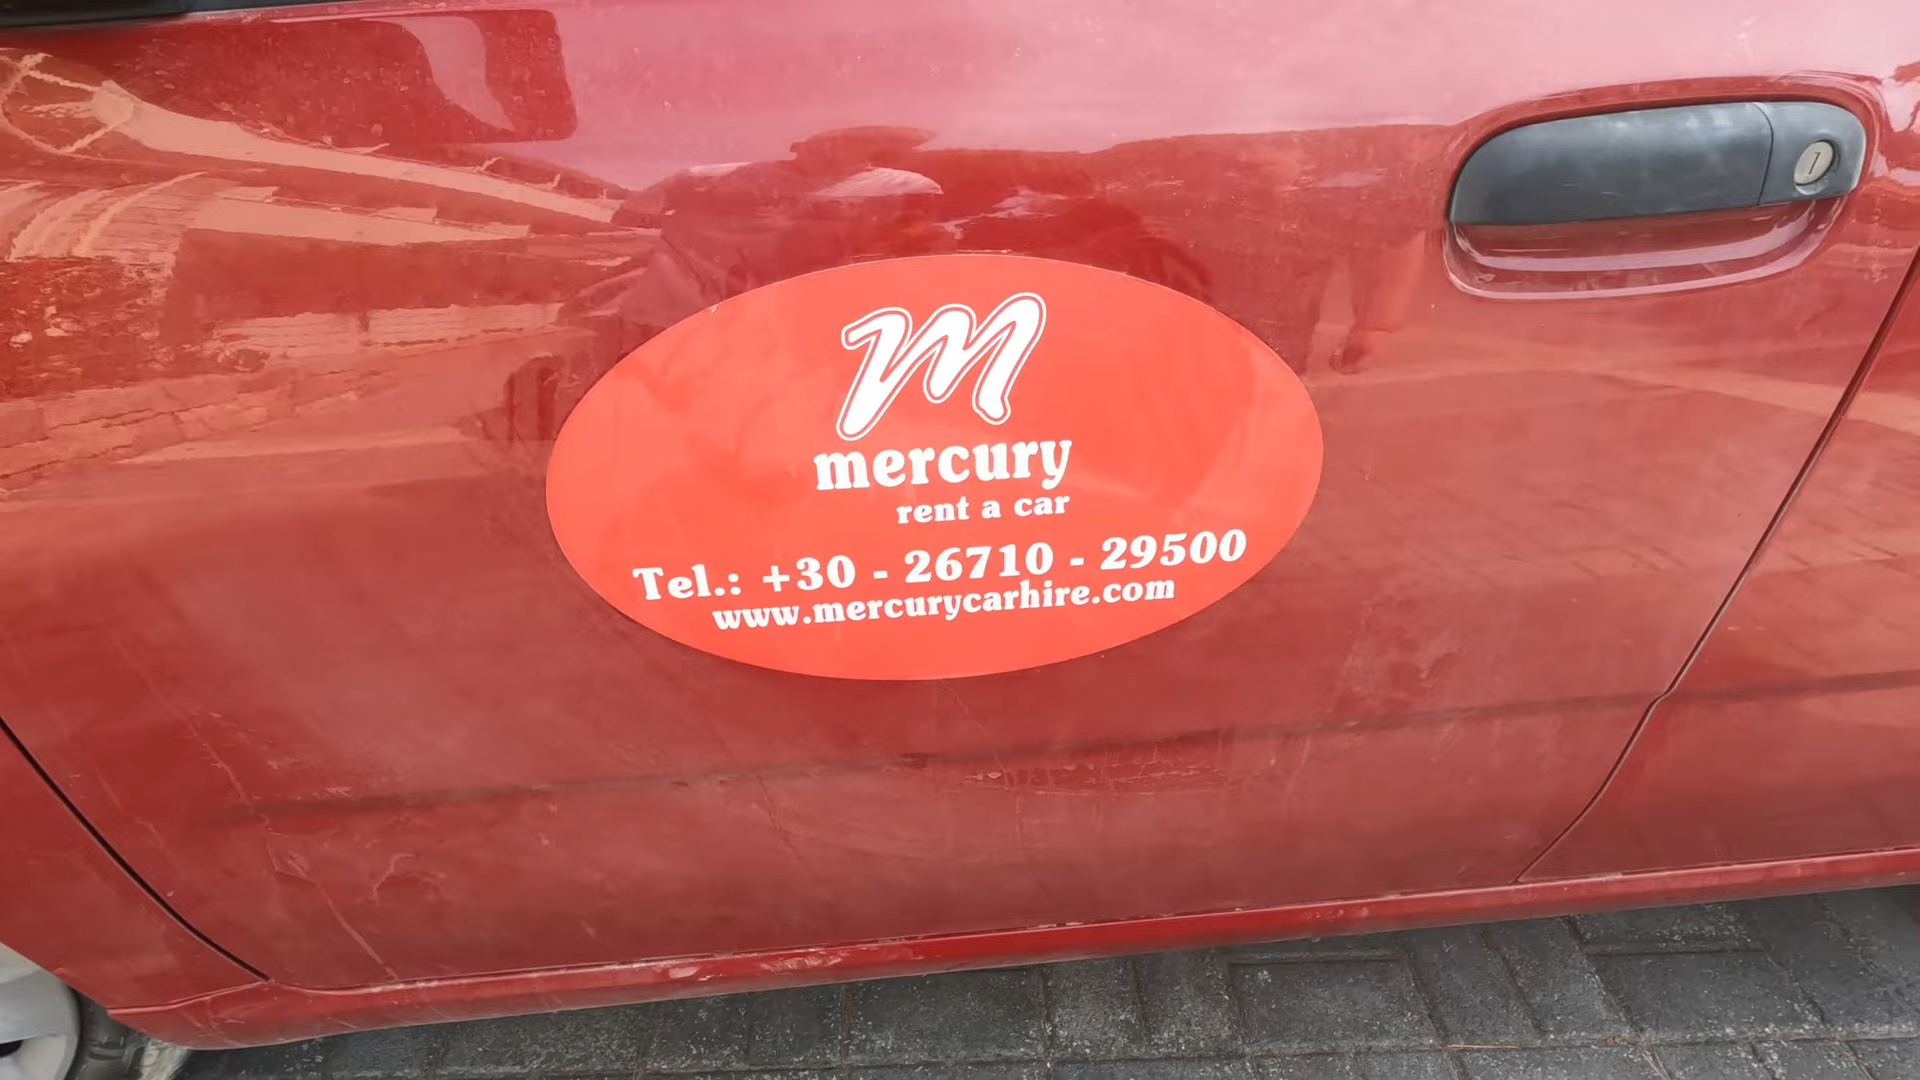 m
mercury
rent a car
Tel.: +30 - 26710 - 29500
www.mercurycarhire.com